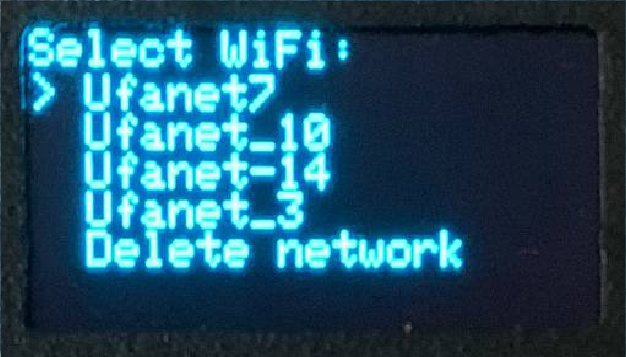 Select WiFi:
> Ufanet7
Ufanet_10
Ufanet-14
Ufanet_3
Delete network